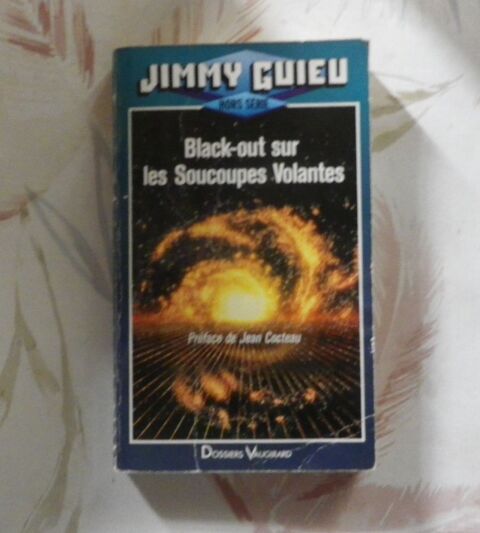 JIMMY GUIEU
HORS SÉRIE
Black-out sur
les Soucoupes Volantes
Préface de Jean Cocteau
DOSSIERS VAUGIRARD